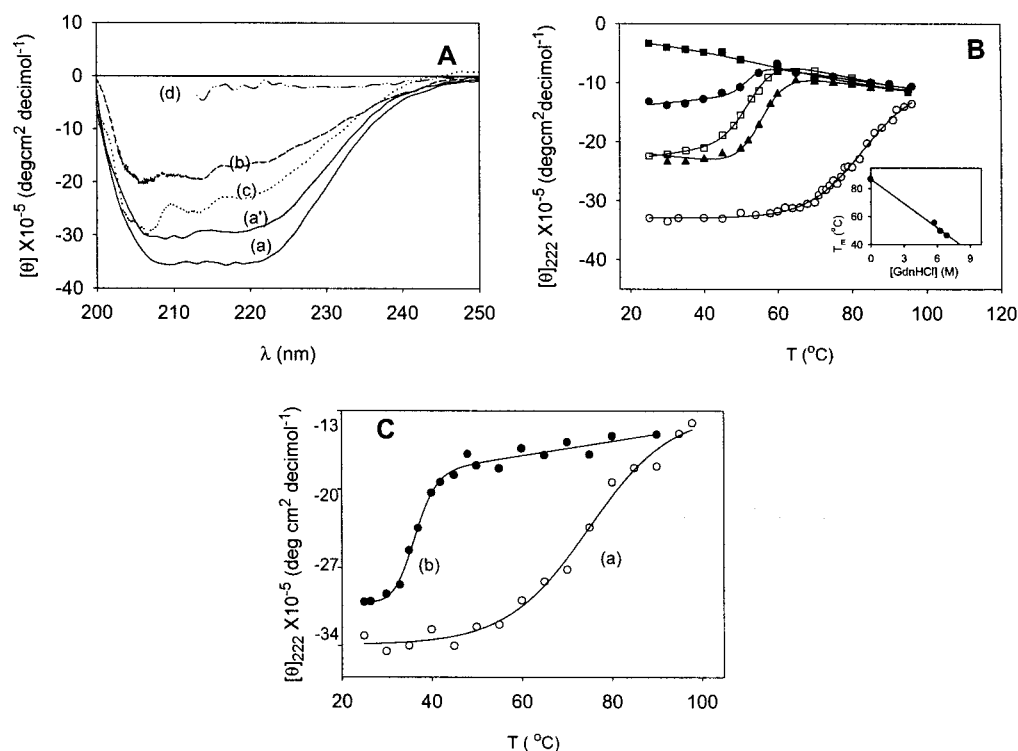 A
[θ] X10⁻⁵ (degcm² decimol⁻¹)
10
0
-10
-20
-30
-40
(d)
(b)
(c)
(a')
(a)
200 210 220 230 240 250
λ (nm)
B
[θ]₂₂₂ X10⁻⁵ (degcm²decimol⁻¹)
-0
-10
-20
-30
-40
20 40 60 80 100 120
T (°C)
Tₘ (°C)
80
60
40
0 3 6 9
[GdnHCl] (M)
C
[θ]₂₂₂ X10⁻⁵ (deg cm² decimol⁻¹)
-13
-20
-27
-34
(b)
(a)
20 40 60 80 100
T ( °C)